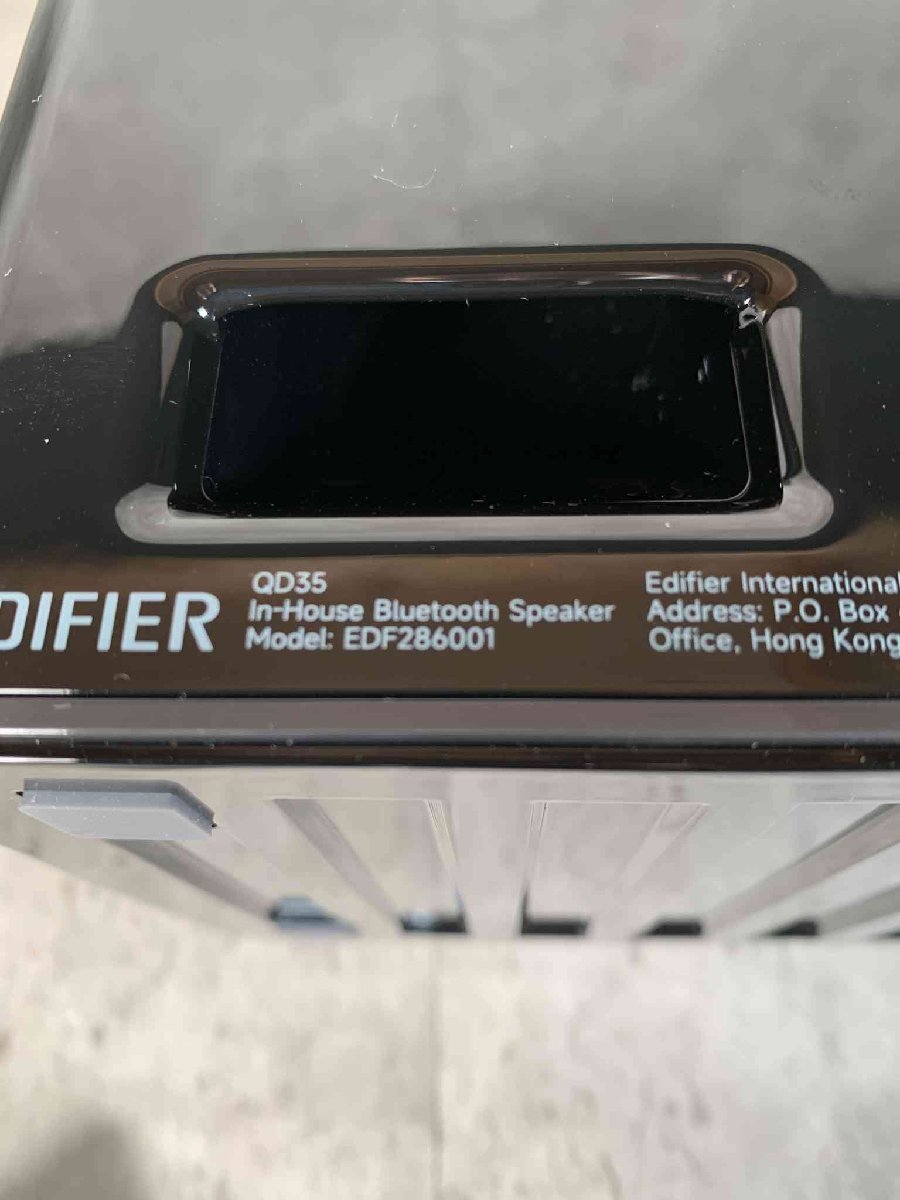 DIFIER
QD35
In-House Bluetooth Speaker
Model: EDF286001
Edifier International
Address: P.O. Box
Office, Hong Kong